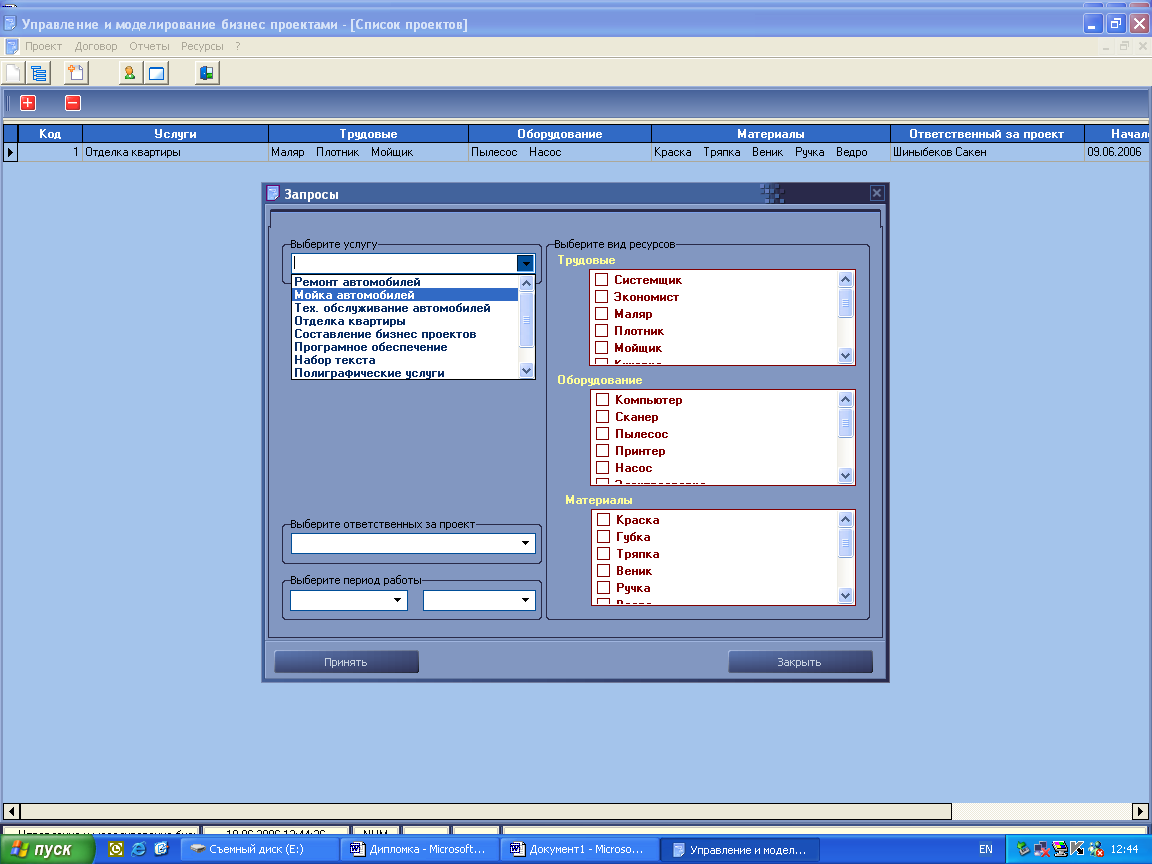 Управление и моделирование бизнес проектами - [Список проектов]
Проект Договор Отчеты Ресурсы ?
Код Услуги Трудовые Оборудование Материалы Ответственный за проект Начал
1 Отделка квартиры Маляр Плотник Мойщик Пылесос Насос Краска Тряпка Веник Ручка Ведро Шиныбеков Сакен 09.06.2006
Запросы
Выберите услугу
Ремонт автомобилей
Мойка автомобилей
Тех. обслуживание автомобилей
Отделка квартиры
Составление бизнес проектов
Програмное обеспечение
Набор текста
Полиграфические услуги
Выберите ответственных за проект
Выберите период работы
Выберите вид ресурсов
Трудовые
Системщик
Экономист
Маляр
Плотник
Мойщик
Оборудование
Компьютер
Сканер
Пылесос
Принтер
Насос
Материалы
Краска
Губка
Тряпка
Веник
Ручка
Принять Закрыть
пуск Съемный диск (E:) Дипломка - Microsoft... Документ1 - Microso... Управление и модел... EN 12:44